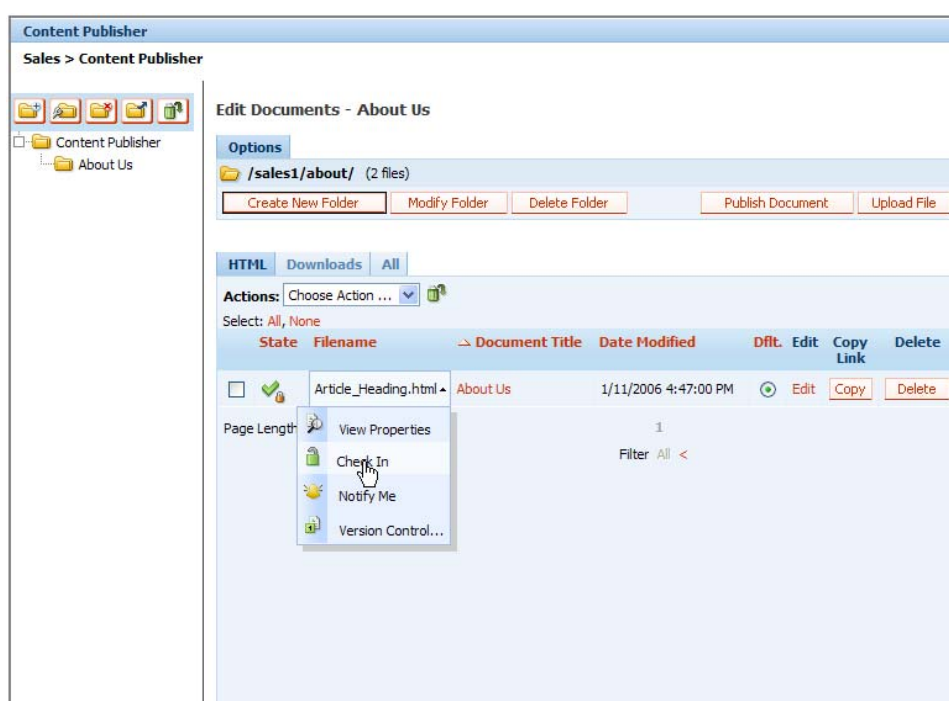 Content Publisher
Sales > Content Publisher
Content Publisher
About Us
Edit Documents - About Us
Options
/sales1/about/ (2 files)
Create New Folder Modify Folder Delete Folder Publish Document Upload File
HTML Downloads All
Actions: Choose Action ...
Select: All, None
State Filename Document Title Date Modified Dflt. Edit Copy Link Delete
Article_Heading.html About Us 1/11/2006 4:47:00 PM Edit Copy Delete
Page Length 1
Filter All <
View Properties
Check In
Notify Me
Version Control...